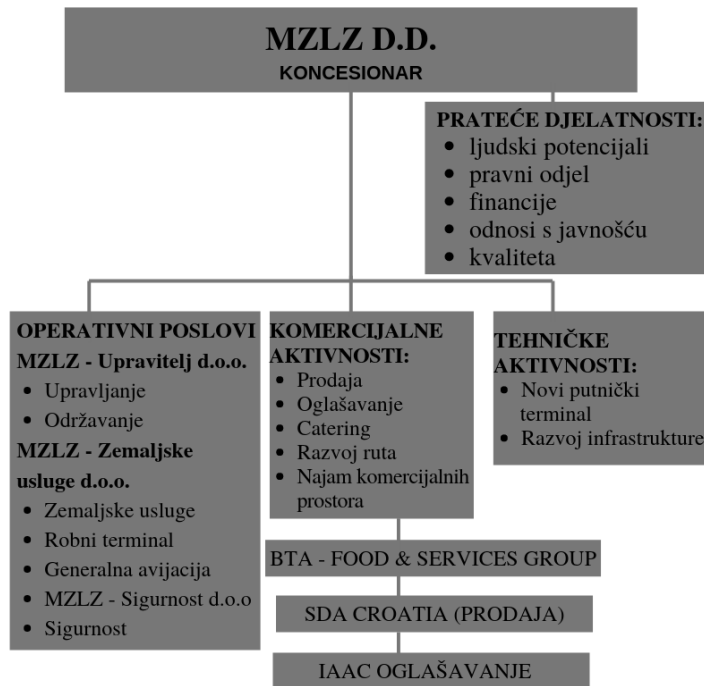 MZLZ D.D.
KONCESIONAR
PRATEĆE DJELATNOSTI:
• ljudski potencijali
• pravni odjel
• financije
• odnosi s javnošću
• kvaliteta
OPERATIVNI POSLOVI
MZLZ - Upravitelj d.o.o.
• Upravljanje
• Održavanje
MZLZ - Zemaljske
usluge d.o.o.
• Zemaljske usluge
• Robni terminal
• Generalna avijacija
• MZLZ - Sigurnost d.o.o
• Sigurnost
KOMERCIJALNE
AKTIVNOSTI:
• Prodaja
• Oglašavanje
• Catering
• Razvoj ruta
• Najam komercijalnih
prostora
TEHNIČKE
AKTIVNOSTI:
• Novi putnički
terminal
• Razvoj infrastrukture
BTA - FOOD & SERVICES GROUP
SDA CROATIA (PRODAJA)
IAAC OGLAŠAVANJE